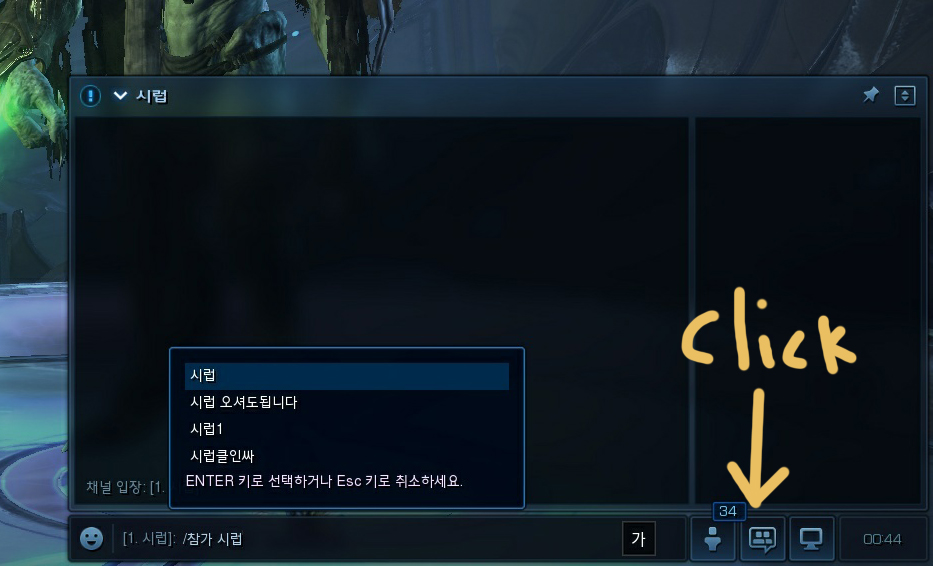 시럽
click
시럽
시럽 오셔도됩니다
시럽1
시럽클인싸
ENTER 키로 선택하거나 Esc 키로 취소하세요.
채널 입장: [1.
34
[1. 시럽]: /참가 시럽
가
00:44